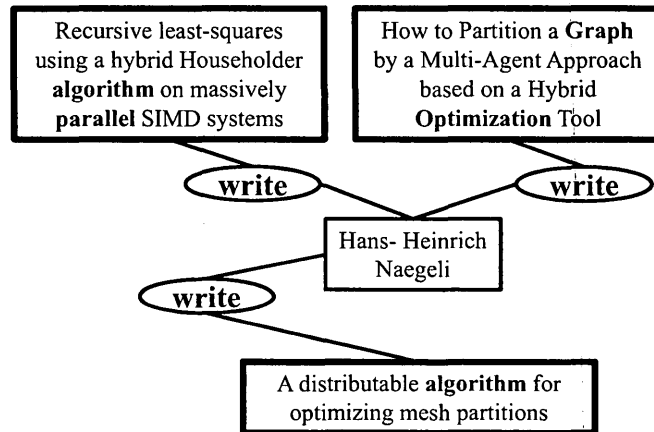 Recursive least-squares
using a hybrid Householder
algorithm on massively
parallel SIMD systems
How to Partition a Graph
by a Multi-Agent Approach
based on a Hybrid
Optimization Tool
write
write
Hans- Heinrich
Naegeli
write
A distributable algorithm for
optimizing mesh partitions